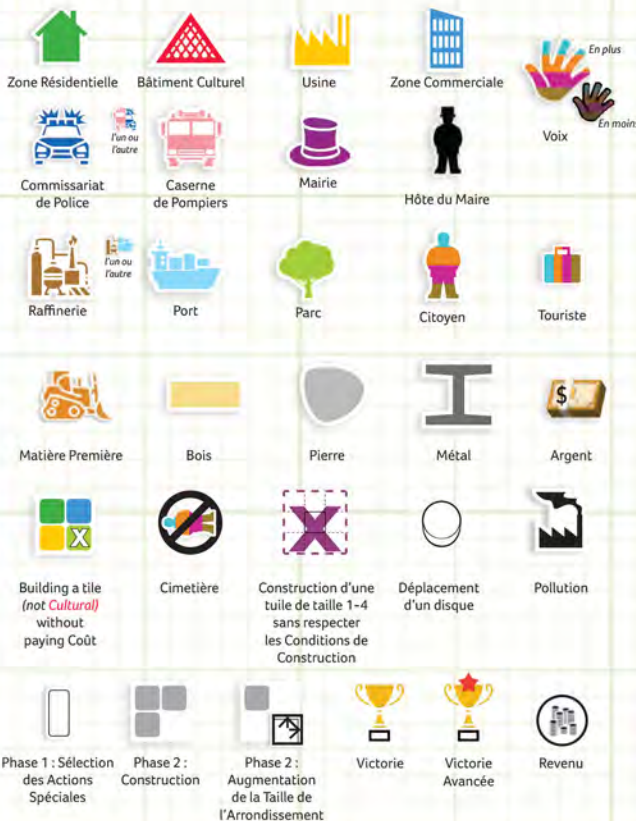 Zone Résidentielle
Bâtiment Culturel
Usine
Zone Commerciale
En plus
En moins
Voix
l'un ou
l'autre
Commissariat
de Police
Caserne
de Pompiers
Mairie
Hôte du Maire
l'un ou
l'autre
Raffinerie
Port
Parc
Citoyen
Touriste
Matière Première
Bois
Pierre
Métal
$
Argent
X
Building a tile
(not Cultural)
without
paying Coût
Cimetière
X
Construction d'une
tuile de taille 1-4
sans respecter
les Conditions de
Construction
Déplacement
d'un disque
Pollution
Phase 1 : Sélection
des Actions
Spéciales
Phase 2 :
Construction
Phase 2 :
Augmentation
de la Taille de
l'Arrondissement
Victorie
Victorie
Avancée
Revenu